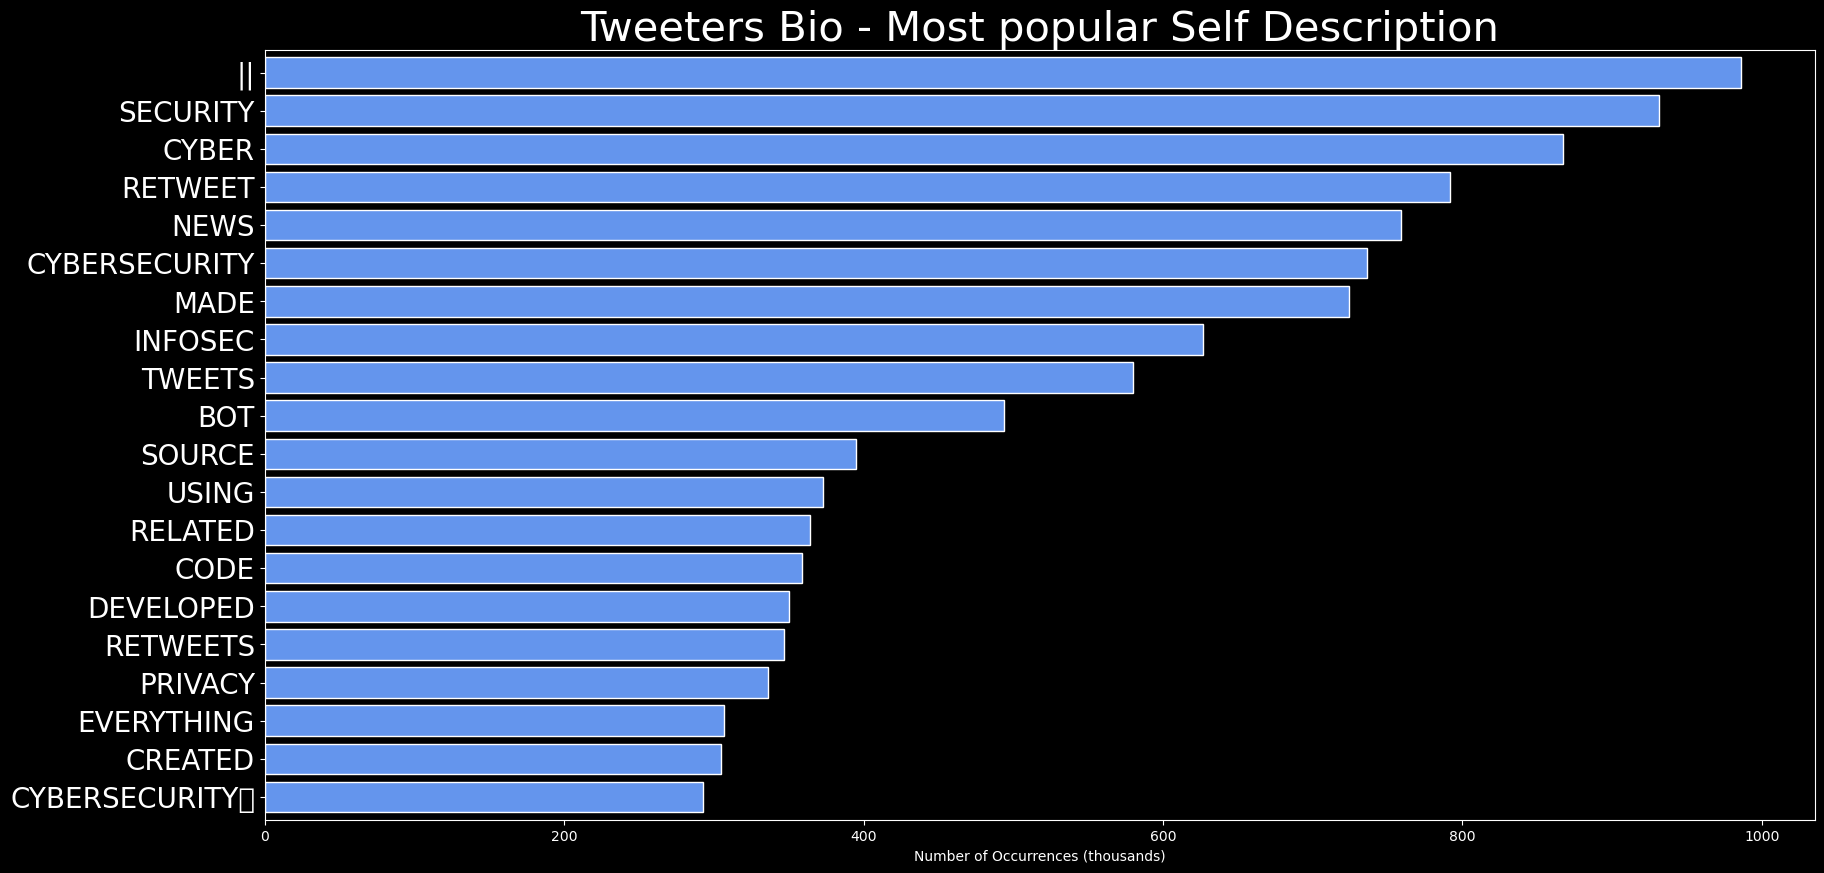 Tweeters Bio - Most popular Self Description
||
SECURITY
CYBER
RETWEET
NEWS
CYBERSECURITY
MADE
INFOSEC
TWEETS
BOT
SOURCE
USING
RELATED
CODE
DEVELOPED
RETWEETS
PRIVACY
EVERYTHING
CREATED
CYBERSECURITY▯
0 200 400 600 800 1000
Number of Occurrences (thousands)